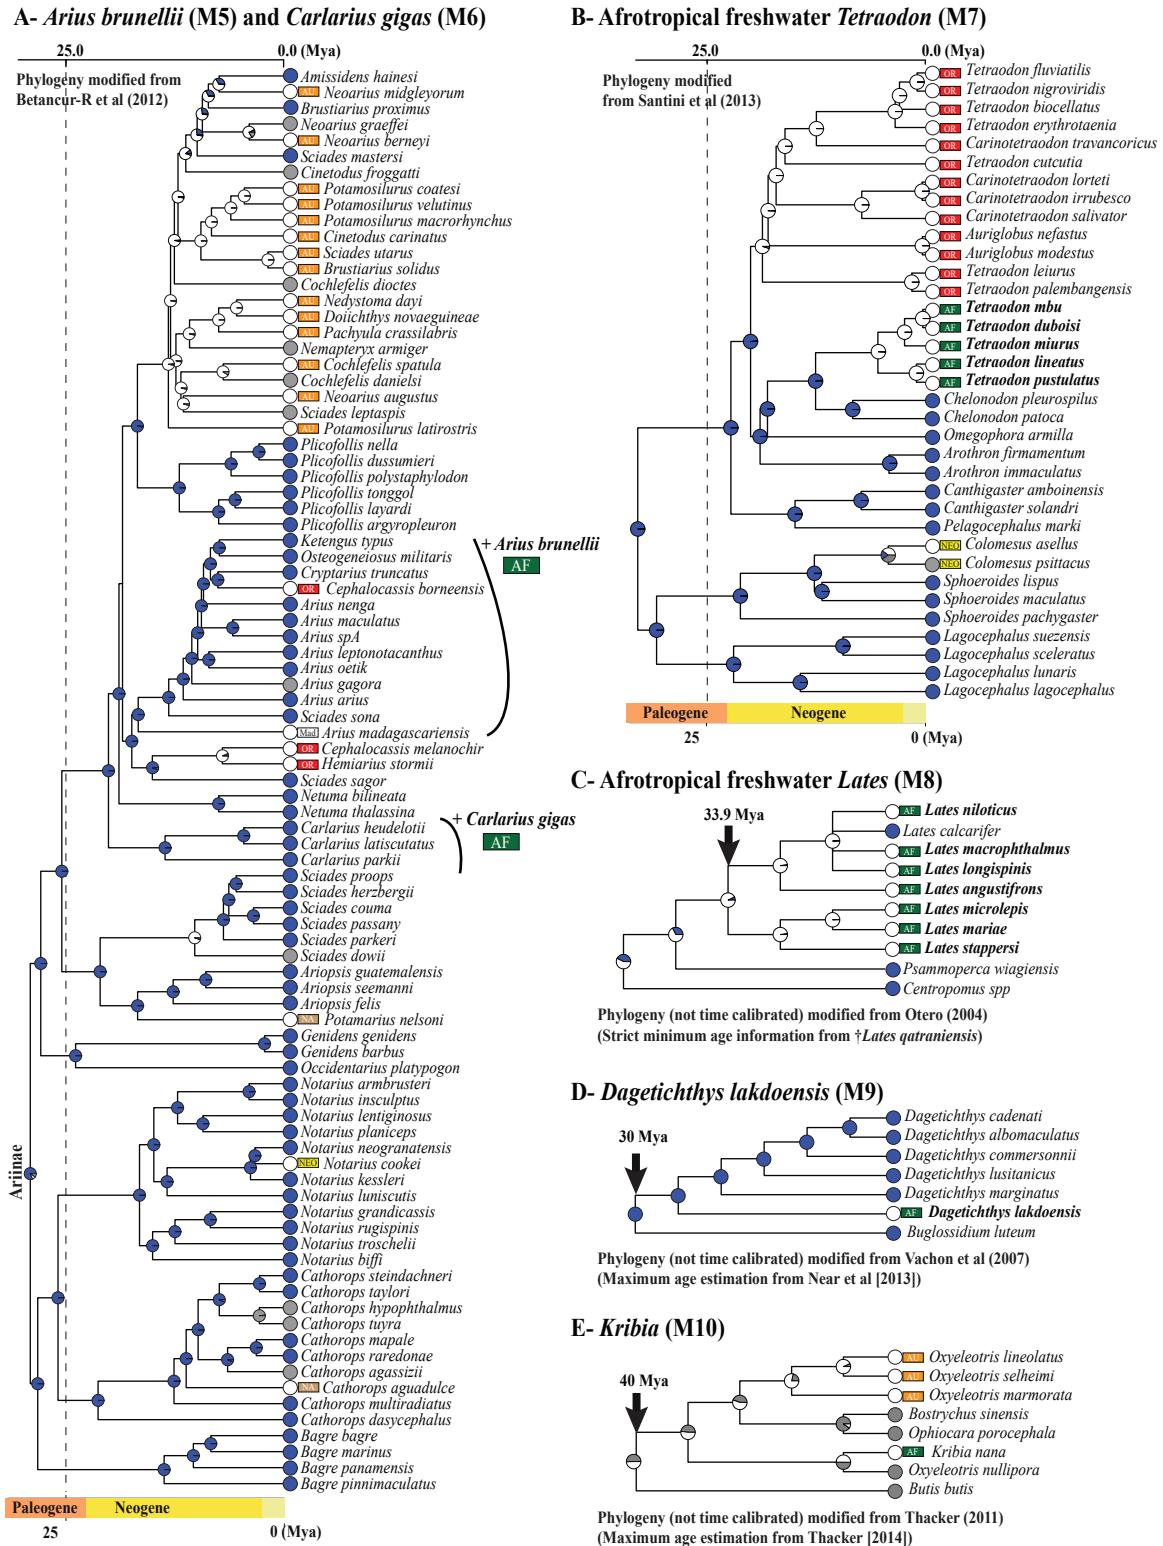 A- Arius brunellii (M5) and Carlarius gigas (M6)
25.0
0.0 (Mya)
Phylogeny modified from
Betancur-R et al (2012)
Amissidens hainesi
AU Neoarius midgleyorum
Brustiarius proximus
Neoarius graeffei
AU Neoarius berneyi
Sciades mastersi
Cinetodus froggatti
AU Potamosilurus coatesi
AU Potamosilurus velutinus
AU Potamosilurus macrorhynchus
AU Cinetodus carinatus
AU Sciades utarus
AU Brustiarius solidus
Cochlefelis dioctes
AU Nedystoma dayi
AU Doiichthys novaeguineae
AU Pachyula crassilabris
Nemapteryx armiger
AU Cochlefelis spatula
Cochlefelis danielsi
AU Neoarius augustus
Sciades leptaspis
AU Potamosilurus latirostris
Plicofollis nella
Plicofollis dussumieri
Plicofollis polystaphylodon
Plicofollis tonggol
Plicofollis layardi
Plicofollis argyropleuron
Ketengus typus
Osteogeneiosus militaris
Cryptarius truncatus
OR Cephalocassis borneensis
Arius nenga
Arius maculatus
Arius spA
Arius leptonotacanthus
Arius oetik
Arius gagora
Arius arius
Sciades sona
Mad Arius madagascariensis
OR Cephalocassis melanochir
OR Hemiarius stormii
Sciades sagor
Netuma bilineata
Netuma thalassina
Carlarius heudelotii
Carlarius latiscutatus
Carlarius parkii
Sciades proops
Sciades herzbergii
Sciades couma
Sciades passany
Sciades parkeri
Sciades dowii
Ariopsis guatemalensis
Ariopsis seemanni
Ariopsis felis
NA Potamarius nelsoni
Genidens genidens
Genidens barbus
Occidentarius platypogon
Notarius armbrusteri
Notarius insculptus
Notarius lentiginosus
Notarius planiceps
Notarius neogranatensis
NEO Notarius cookei
Notarius kessleri
Notarius luniscutis
Notarius grandicassis
Notarius rugispinis
Notarius troschelii
Notarius biffi
Cathorops steindachneri
Cathorops taylori
Cathorops hypophthalmus
Cathorops tuyra
Cathorops mapale
Cathorops raredonae
Cathorops agassizii
NA Cathorops aguadulce
Cathorops multiradiatus
Cathorops dasycephalus
Bagre bagre
Bagre marinus
Bagre panamensis
Bagre pinnimaculatus
+ Arius brunellii
AF
+ Carlarius gigas
AF
Ariinae
Paleogene
Neogene
25
0 (Mya)
B- Afrotropical freshwater Tetraodon (M7)
25.0
0.0 (Mya)
Phylogeny modified
from Santini et al (2013)
OR Tetraodon fluviatilis
OR Tetraodon nigroviridis
OR Tetraodon biocellatus
OR Tetraodon erythrotaenia
OR Carinotetraodon travancoricus
OR Tetraodon cutcutia
OR Carinotetraodon lorteti
OR Carinotetraodon irrubesco
OR Carinotetraodon salivator
OR Auriglobus nefastus
OR Auriglobus modestus
OR Tetraodon leiurus
OR Tetraodon palembangensis
AF Tetraodon mbu
AF Tetraodon duboisi
AF Tetraodon miurus
AF Tetraodon lineatus
AF Tetraodon pustulatus
Chelonodon pleurospilus
Chelonodon patoca
Omegophora armilla
Arothron firmamentum
Arothron immaculatus
Canthigaster amboinensis
Canthigaster solandri
Pelagocephalus marki
NEO Colomesus asellus
NEO Colomesus psittacus
Sphoeroides lispus
Sphoeroides maculatus
Sphoeroides pachygaster
Lagocephalus suezensis
Lagocephalus sceleratus
Lagocephalus lunaris
Lagocephalus lagocephalus
Paleogene
Neogene
25
0 (Mya)
C- Afrotropical freshwater Lates (M8)
33.9 Mya
AF Lates niloticus
Lates calcarifer
AF Lates macrophthalmus
AF Lates longispinis
AF Lates angustifrons
AF Lates microlepis
AF Lates mariae
AF Lates stappersi
Psammoperca wiagiensis
Centropomus spp
Phylogeny (not time calibrated) modified from Otero (2004)
(Strict minimum age information from †Lates qatraniensis)
D- Dagetichthys lakdoensis (M9)
30 Mya
Dagetichthys cadenati
Dagetichthys albomaculatus
Dagetichthys commersonnii
Dagetichthys lusitanicus
Dagetichthys marginatus
AF Dagetichthys lakdoensis
Buglossidium luteum
Phylogeny (not time calibrated) modified from Vachon et al (2007)
(Maximum age estimation from Near et al [2013])
E- Kribia (M10)
40 Mya
AU Oxyeleotris lineolatus
AU Oxyeleotris selheimi
AU Oxyeleotris marmorata
Bostrychus sinensis
Ophiocara porocephala
AF Kribia nana
Oxyeleotris nullipora
Butis butis
Phylogeny (not time calibrated) modified from Thacker (2011)
(Maximum age estimation from Thacker [2014])